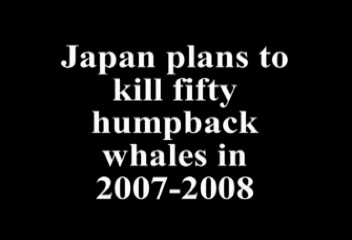 Japan plans to
kill fifty
humpback
whales in
2007-2008